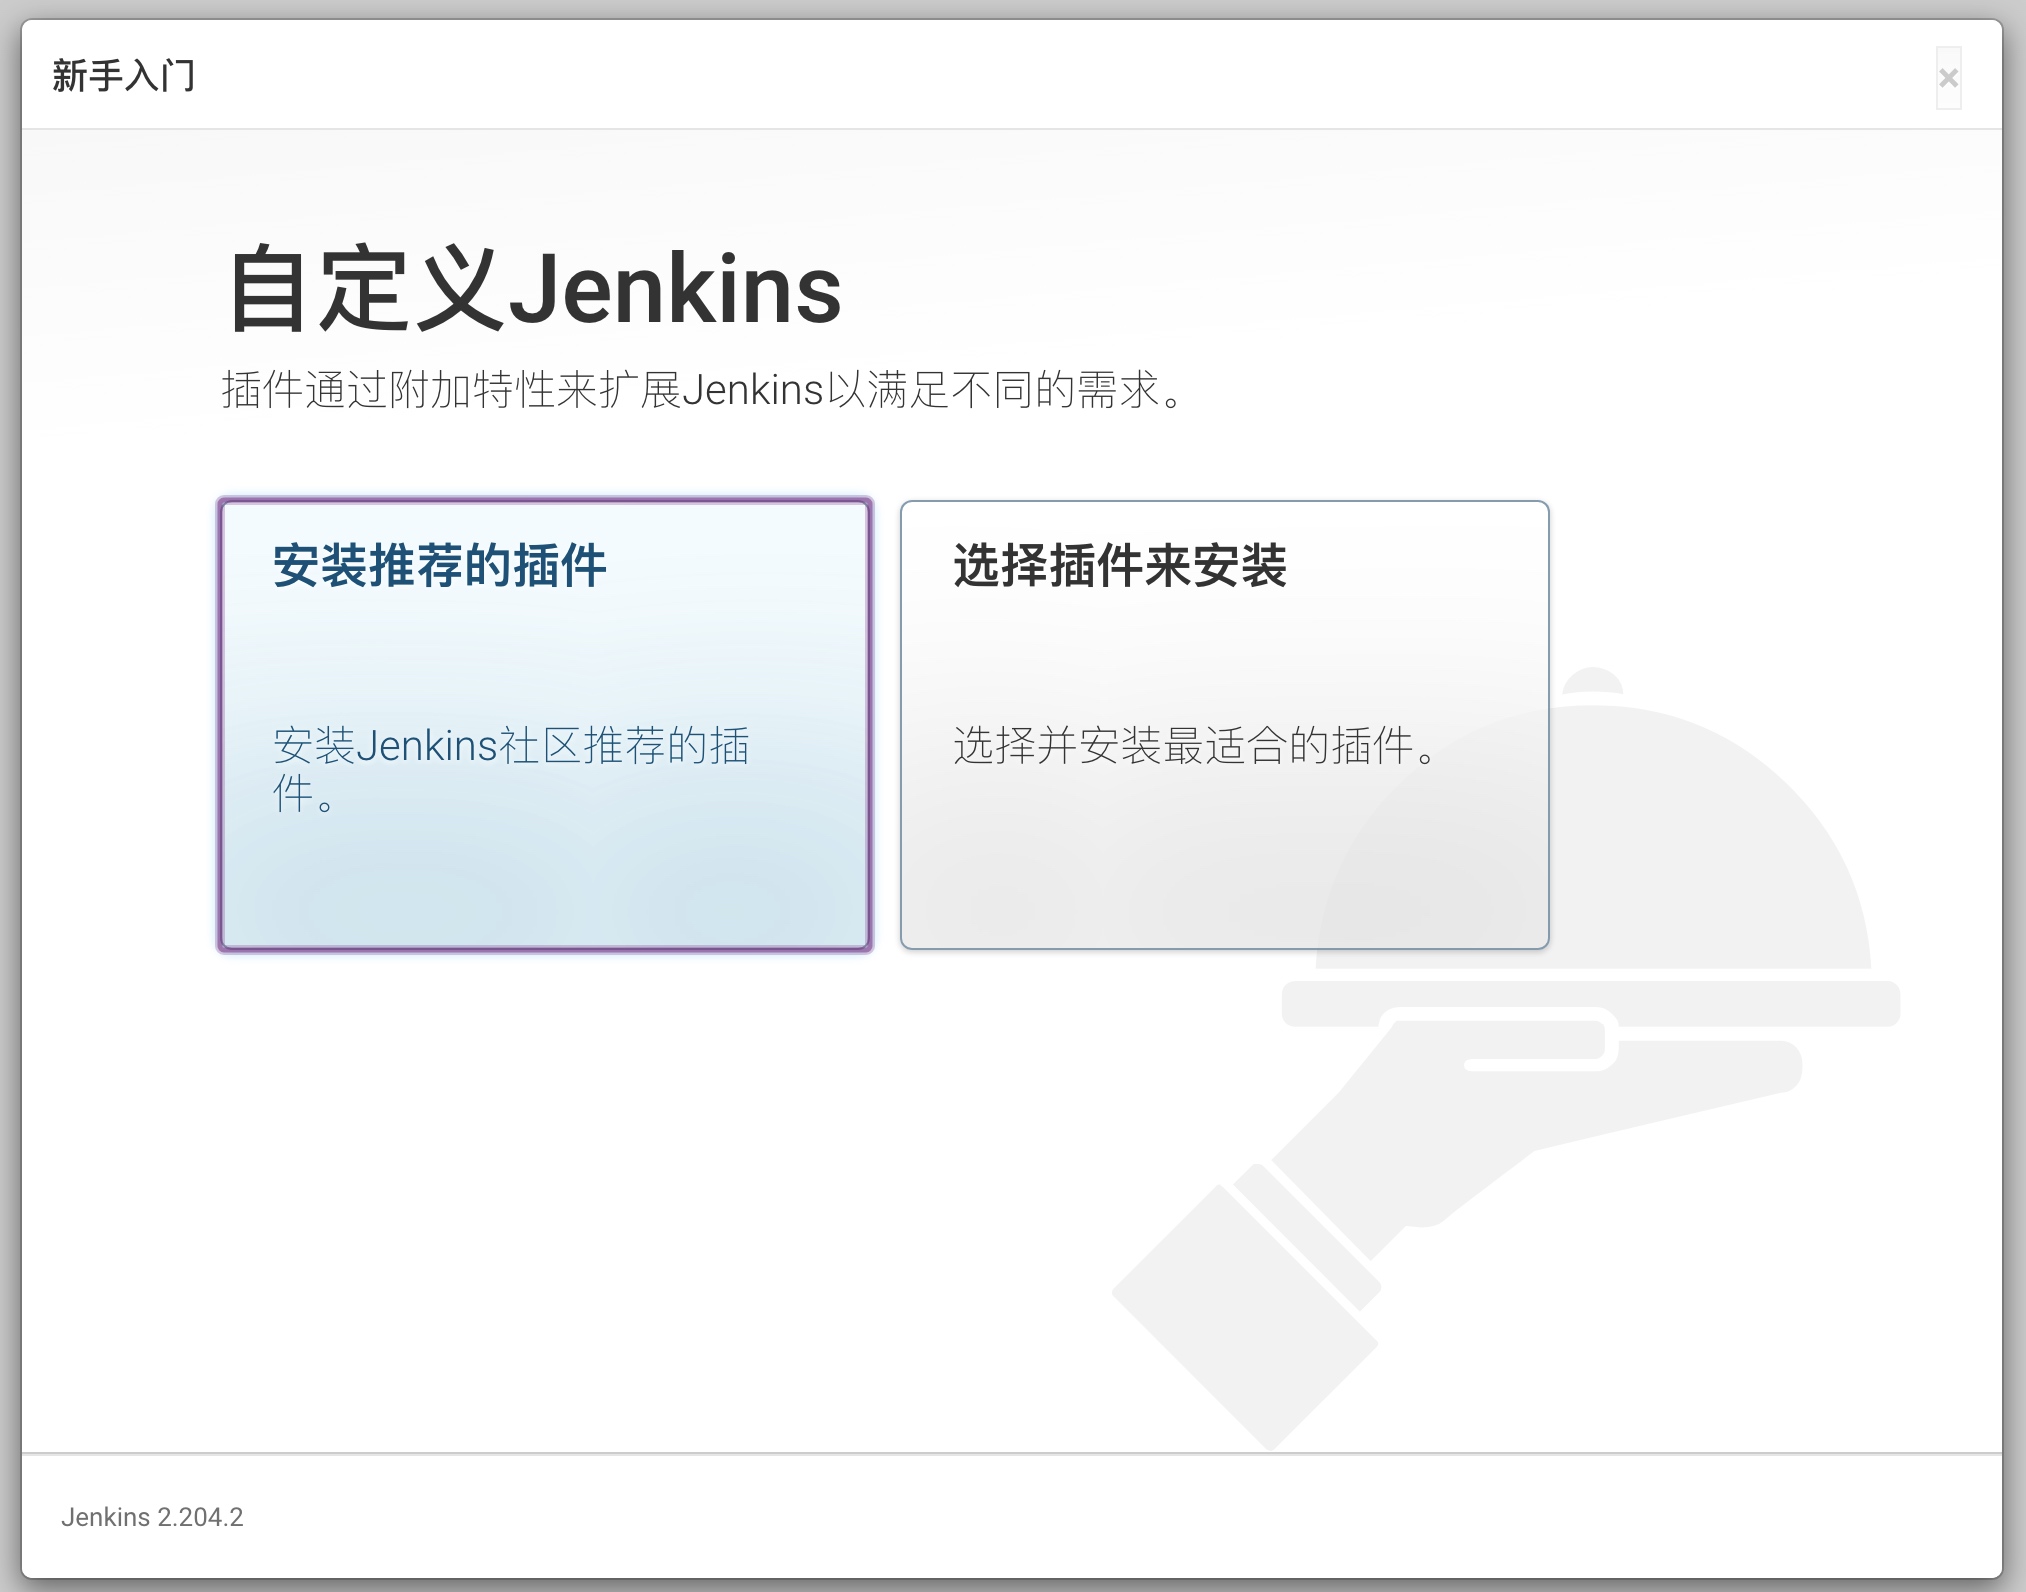 新手入门
×
自定义Jenkins
插件通过附加特性来扩展Jenkins以满足不同的需求。
安装推荐的插件
安装Jenkins社区推荐的插
件。
选择插件来安装
选择并安装最适合的插件。
Jenkins 2.204.2